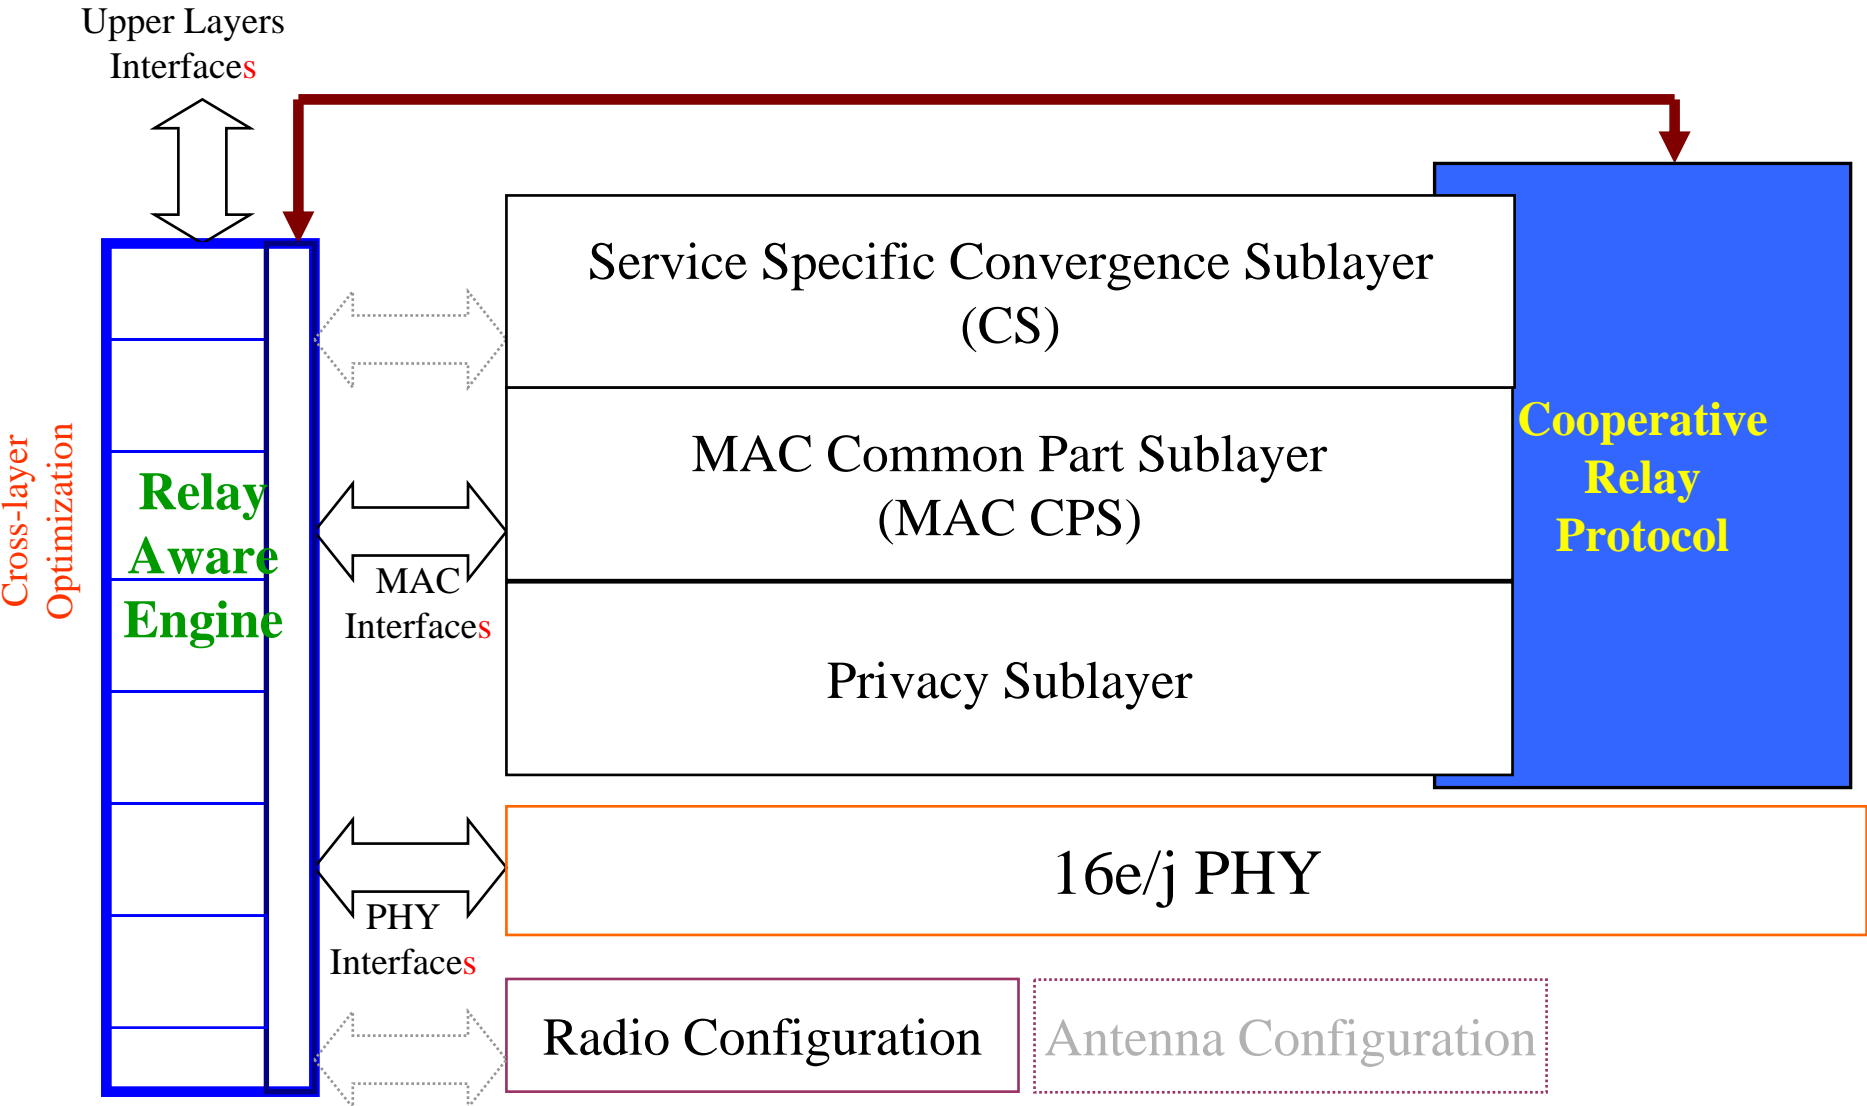 Upper Layers
Interfaces
Service Specific Convergence Sublayer
(CS)
Cross-layer
Optimization
Relay
Aware
Engine
MAC Common Part Sublayer
(MAC CPS)
Cooperative
Relay
Protocol
MAC
Interfaces
Privacy Sublayer
16e/j PHY
PHY
Interfaces
Radio Configuration
Antenna Configuration